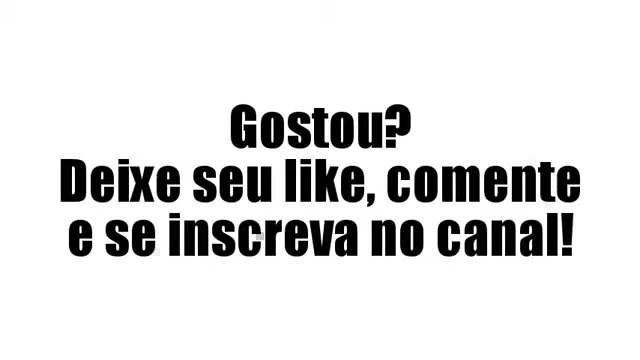 Gostou?
Deixe seu like, comente
e se inscreva no canal!